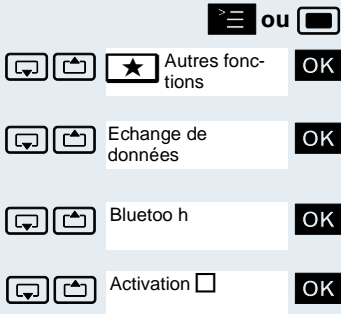 ou
Autres fonc-
tions
OK
Echange de
données
OK
Bluetoo h
OK
Activation
OK